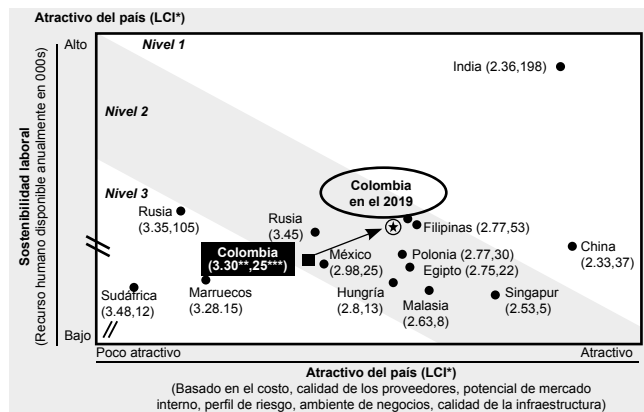 Atractivo del país (LCI*)
Alto
Nivel 1
India (2.36,198)
Nivel 2
Sostenibilidad laboral
(Recurso humano disponible anualmente en 000s)
Nivel 3
Colombia
en el 2019
Rusia
(3.35,105)
Rusia
(3.45)
Filipinas (2.77,53)
Colombia
(3.30**,25***)
China
(2.33,37)
México
(2.98,25)
Polonia (2.77,30)
Egipto (2.75,22)
Sudáfrica
(3.48,12)
Marruecos
(3.28.15)
Hungría
(2.8,13)
Malasia
(2.63,8)
Singapur
(2.53,5)
Bajo
Poco atractivo
Atractivo
Atractivo del país (LCI*)
(Basado en el costo, calidad de los proveedores, potencial de mercado
interno, perfil de riesgo, ambiente de negocios, calidad de la infraestructura)